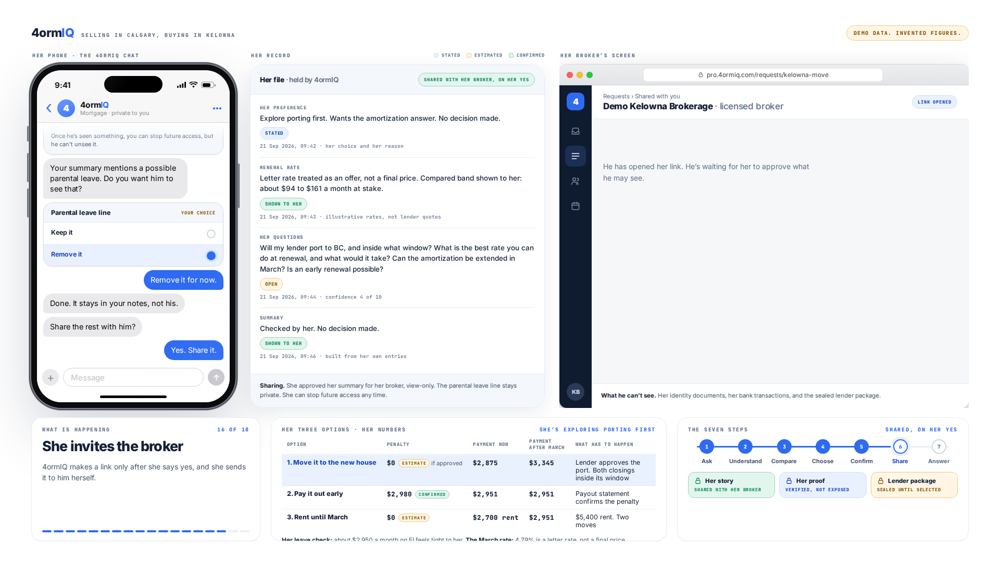 4ormIQ SELLING IN CALGARY, BUYING IN KELOWNA
DEMO DATA. INVENTED FIGURES.
HER PHONE · THE 4ORMIQ CHAT
9:41
4
4ormIQ
Mortgage · private to you
Once he’s seen something, you can stop future access, but
he can’t unsee it.
Your summary mentions a possible
parental leave. Do you want him to
see that?
Parental leave line YOUR CHOICE
Keep it
Remove it
Remove it for now.
Done. It stays in your notes, not his.
Share the rest with him?
Yes. Share it.
Message
HER RECORD
STATED ESTIMATED CONFIRMED
Her file · held by 4ormIQ
SHARED WITH HER BROKER, ON HER YES
HER PREFERENCE
Explore porting first. Wants the amortization answer. No decision made.
STATED
21 Sep 2026, 09:42 · her choice and her reason
RENEWAL RATE
Letter rate treated as an offer, not a final price. Compared band shown to her:
about $94 to $161 a month at stake.
SHOWN TO HER
21 Sep 2026, 09:43 · illustrative rates, not lender quotes
HER QUESTIONS
Will my lender port to BC, and inside what window? What is the best rate you can
do at renewal, and what would it take? Can the amortization be extended in
March? Is an early renewal possible?
OPEN
21 Sep 2026, 09:44 · confidence 4 of 10
SUMMARY
Checked by her. No decision made.
SHOWN TO HER
21 Sep 2026, 09:46 · built from her own entries
Sharing. She approved her summary for her broker, view-only. The parental leave line stays
private. She can stop future access any time.
HER BROKER’S SCREEN
pro.4ormiq.com/requests/kelowna-move
4
Requests › Shared with you
Demo Kelowna Brokerage · licensed broker
LINK OPENED
He has opened her link. He’s waiting for her to approve what
he may see.
KB
What he can’t see. Her identity documents, her bank transactions, and the sealed lender package.
WHAT IS HAPPENING 16 OF 18
She invites the broker
4ormIQ makes a link only after she says yes, and she sends
it to him herself.
HER THREE OPTIONS · HER NUMBERS SHE’S EXPLORING PORTING FIRST
OPTION PENALTY PAYMENT NOW PAYMENT AFTER MARCH WHAT HAS TO HAPPEN
1. Move it to the new house $0 ESTIMATE if approved $2,875 $3,345 Lender approves the
port. Both closings
inside its window
2. Pay it out early $2,980 CONFIRMED $2,951 $2,951 Payout statement
confirms the penalty
3. Rent until March $0 ESTIMATE $2,700 rent $2,951 $5,400 rent. Two
moves
Her leave check: about $2,950 a month on EI feels tight to her. The March rate: 4.79% is a letter rate, not a final price.
THE SEVEN STEPS SHARED, ON HER YES
1 2 3 4 5 6 7
Ask Understand Compare Choose Confirm Share Answer
Her story
SHARED WITH HER BROKER
Her proof
VERIFIED, NOT EXPOSED
Lender package
SEALED UNTIL SELECTED